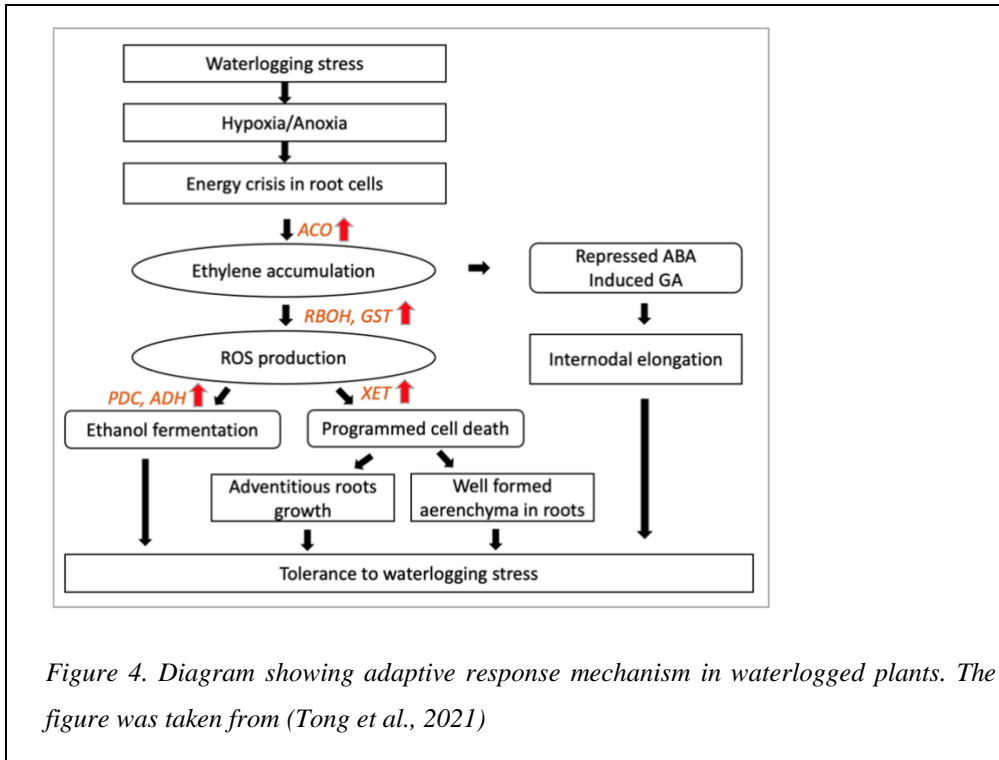 Waterlogging stress
Hypoxia/Anoxia
Energy crisis in root cells
ACO
Ethylene accumulation
Repressed ABA
Induced GA
RBOH, GST
ROS production
Internodal elongation
PDC, ADH
XET
Ethanol fermentation
Programmed cell death
Adventitious roots
growth
Well formed
aerenchyma in roots
Tolerance to waterlogging stress
Figure 4. Diagram showing adaptive response mechanism in waterlogged plants. The
figure was taken from (Tong et al., 2021)